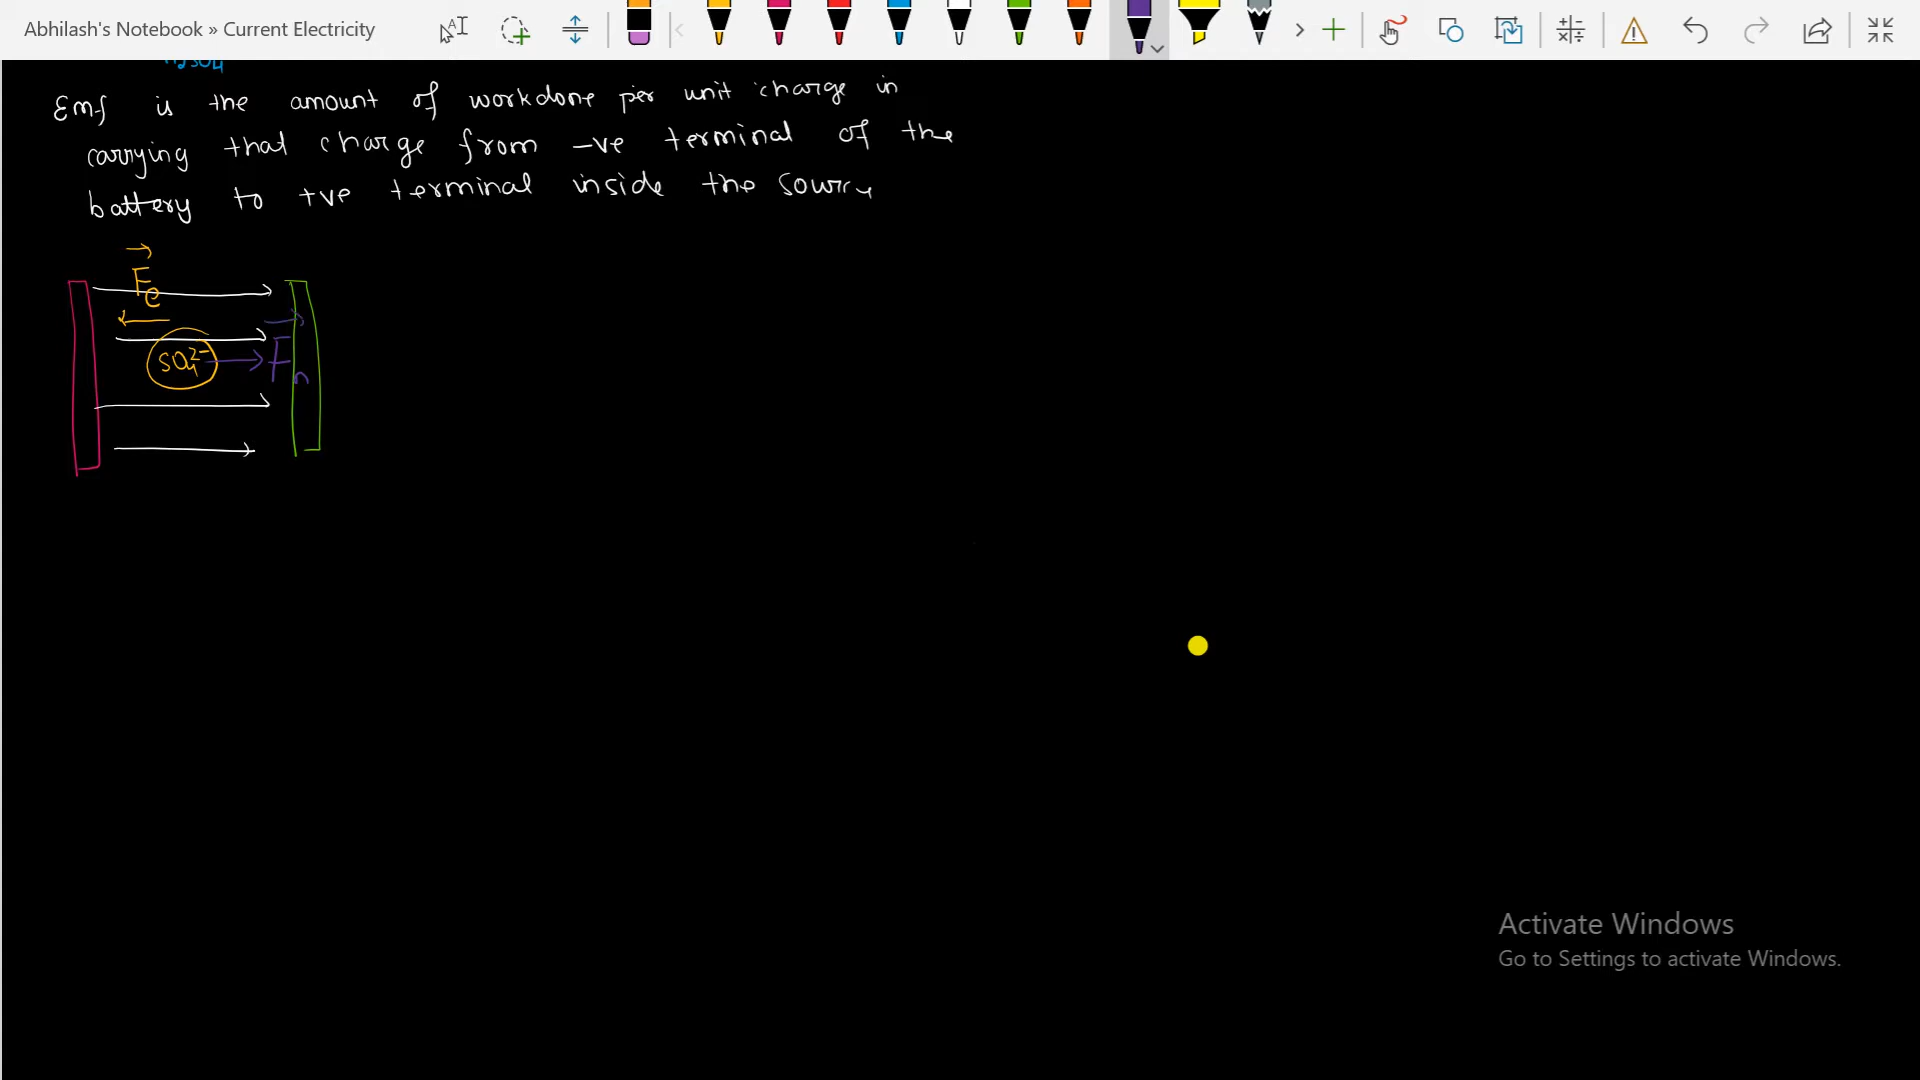 Abhilash's Notebook » Current Electricity
Emf is the amount of workdone per unit charge in
carrying that charge from -ve terminal of the
battery to +ve terminal inside the source
Fe
SO₄²⁻
Fn
Activate Windows
Go to Settings to activate Windows.